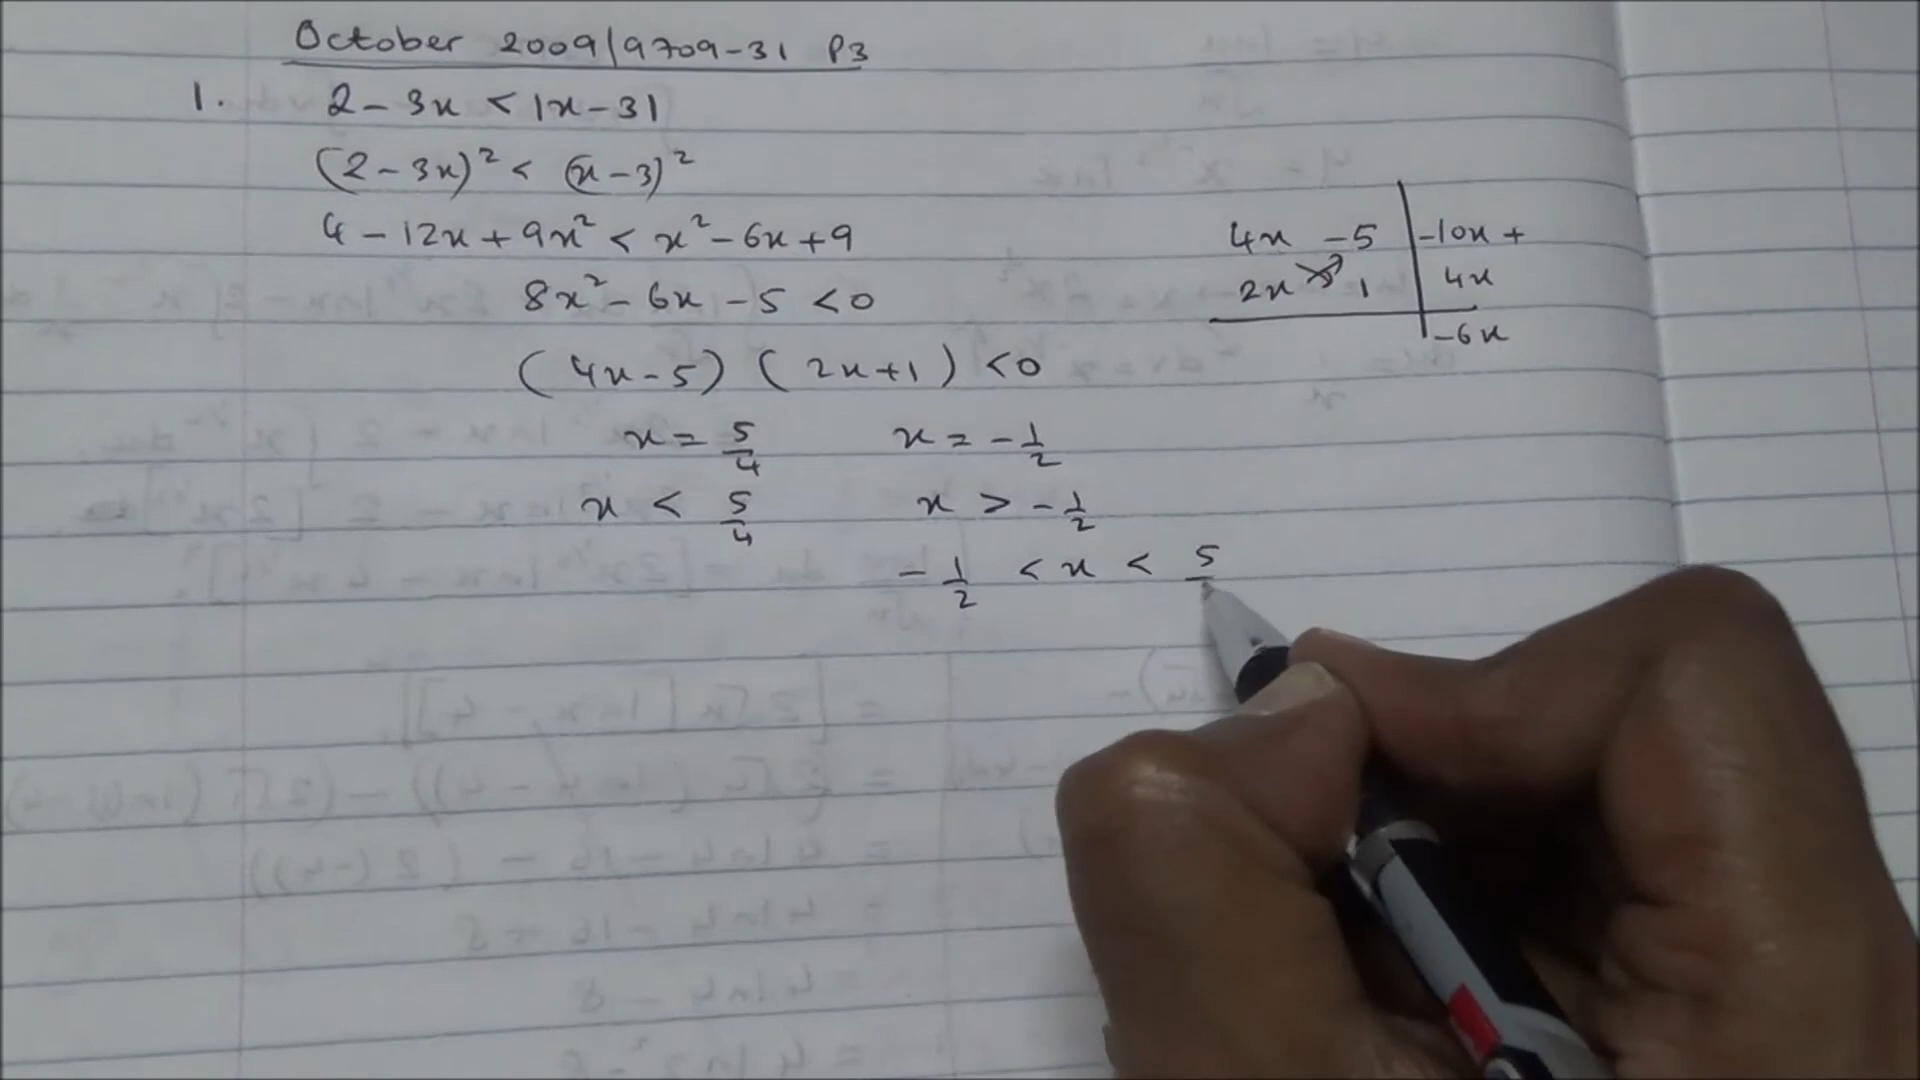 October 2009/9709-31 P3
1. 2 - 3x < |x - 3|
(2 - 3x)² < (x - 3)²
4 - 12x + 9x² < x² - 6x + 9
8x² - 6x - 5 < 0
(4x - 5) (2x + 1) < 0
x = 5/4 x = -1/2
x < 5/4 x > -1/2
-1/2 < x < 5
4x -5 | -10x +
2x 1 | 4x
-6x